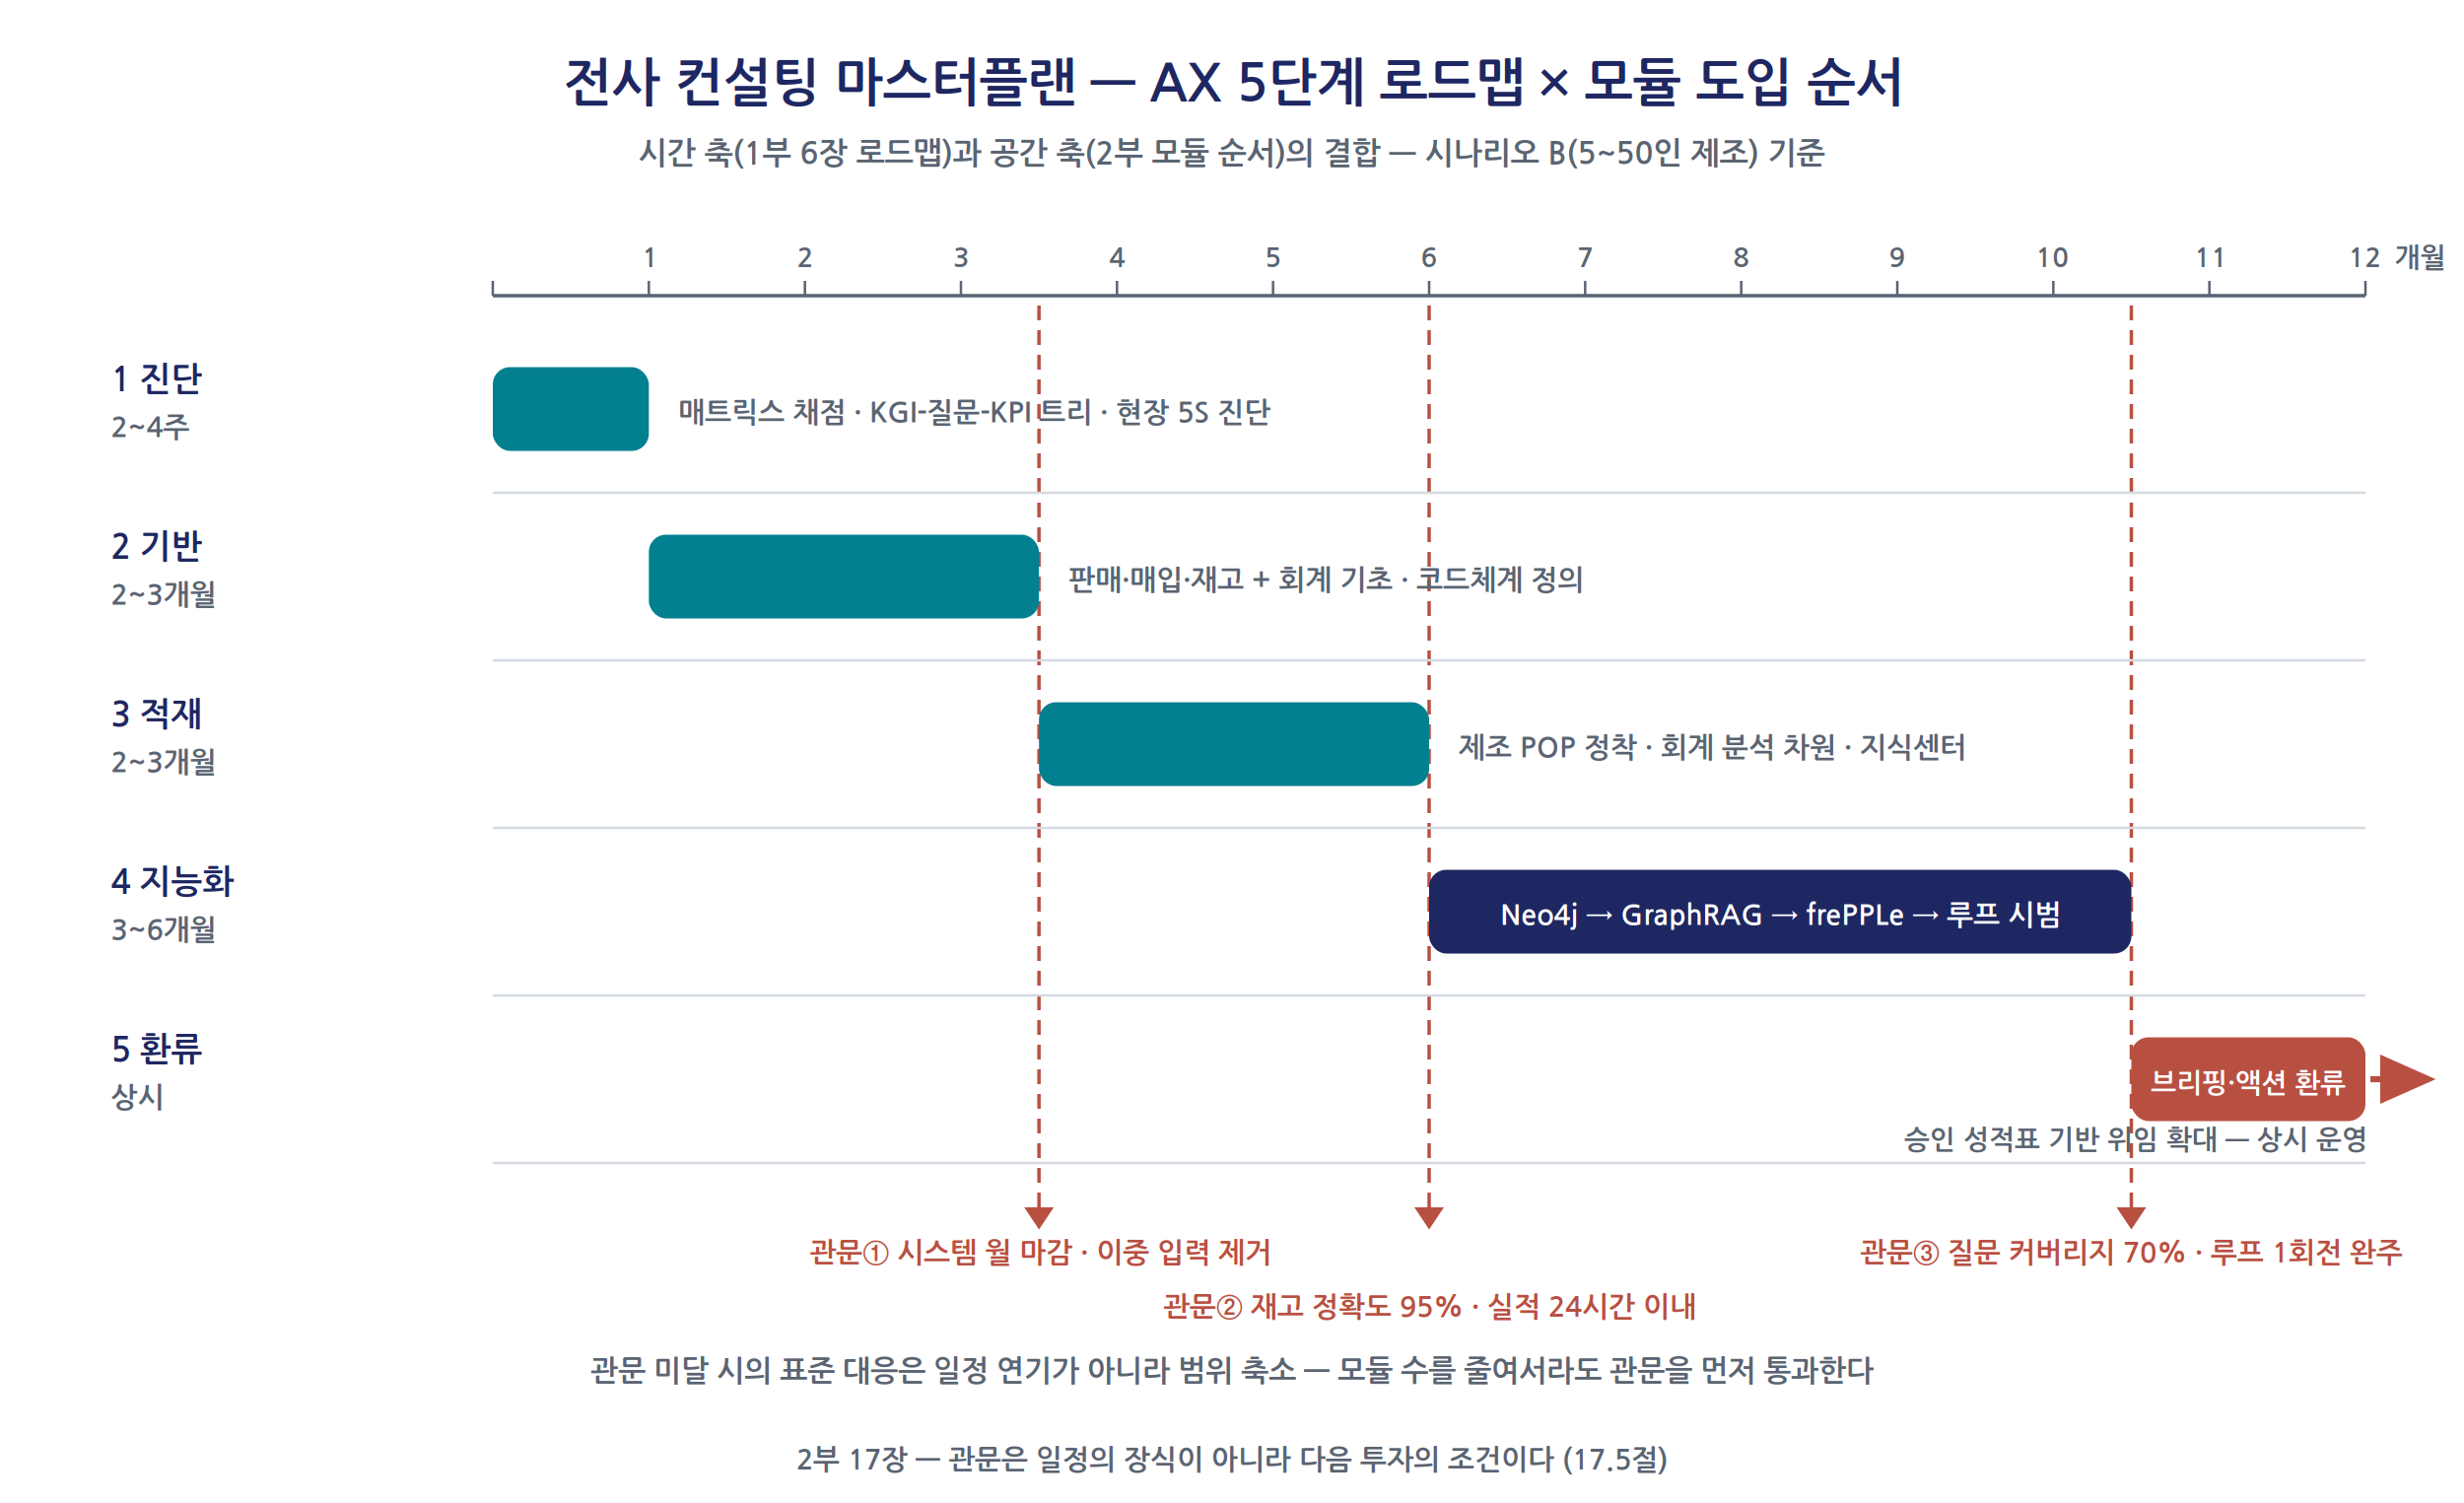 전사 컨설팅 마스터플랜 — AX 5단계 로드맵 × 모듈 도입 순서
시간 축(1부 6장 로드맵)과 공간 축(2부 모듈 순서)의 결합 — 시나리오 B(5~50인 제조) 기준
1 2 3 4 5 6 7 8 9 10 11 12 개월
1 진단
2~4주
매트릭스 채점 · KGI-질문-KPI 트리 · 현장 5S 진단
2 기반
2~3개월
판매·매입·재고 + 회계 기초 · 코드체계 정의
3 적재
2~3개월
제조 POP 정착 · 회계 분석 차원 · 지식센터
4 지능화
3~6개월
Neo4j → GraphRAG → frePPLe → 루프 시범
5 환류
상시
브리핑·액션 환류
승인 성적표 기반 위임 확대 — 상시 운영
관문① 시스템 월 마감 · 이중 입력 제거
관문③ 질문 커버리지 70% · 루프 1회전 완주
관문② 재고 정확도 95% · 실적 24시간 이내
관문 미달 시의 표준 대응은 일정 연기가 아니라 범위 축소 — 모듈 수를 줄여서라도 관문을 먼저 통과한다
2부 17장 — 관문은 일정의 장식이 아니라 다음 투자의 조건이다 (17.5절)